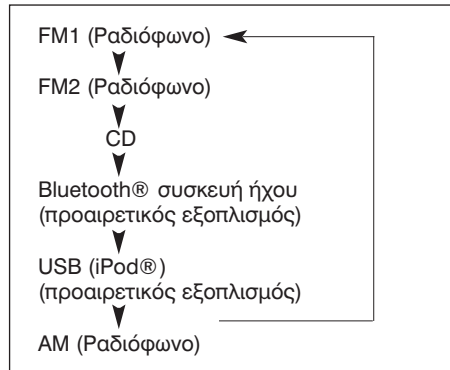 FM1 (Ραδιόφωνο)
FM2 (Ραδιόφωνο)
CD
Bluetooth® συσκευή ήχου
(προαιρετικός εξοπλισμός)
USB (iPod®)
(προαιρετικός εξοπλισμός)
AM (Ραδιόφωνο)